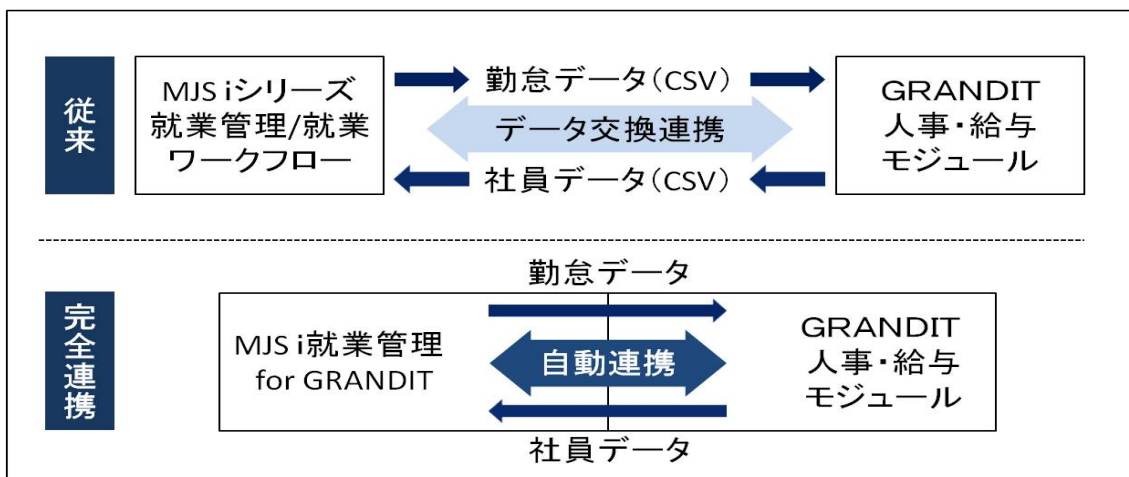 従来
MJS iシリーズ
就業管理/就業
ワークフロー
勤怠データ(CSV)
データ交換連携
社員データ(CSV)
GRANDIT
人事・給与
モジュール
完全連携
勤怠データ
MJS i就業管理
for GRANDIT
自動連携
社員データ
GRANDIT
人事・給与
モジュール